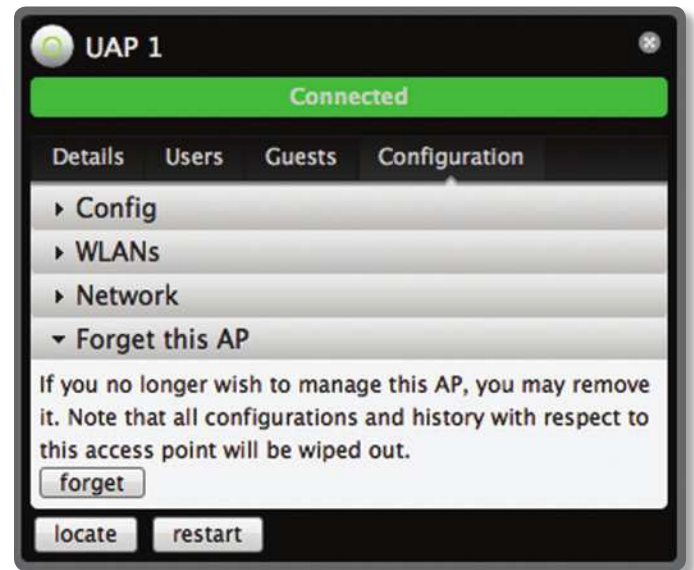 UAP 1
Connected
Details Users Guests Configuration
Config
WLANs
Network
Forget this AP
If you no longer wish to manage this AP, you may remove
it. Note that all configurations and history with respect to
this access point will be wiped out.
forget
locate restart